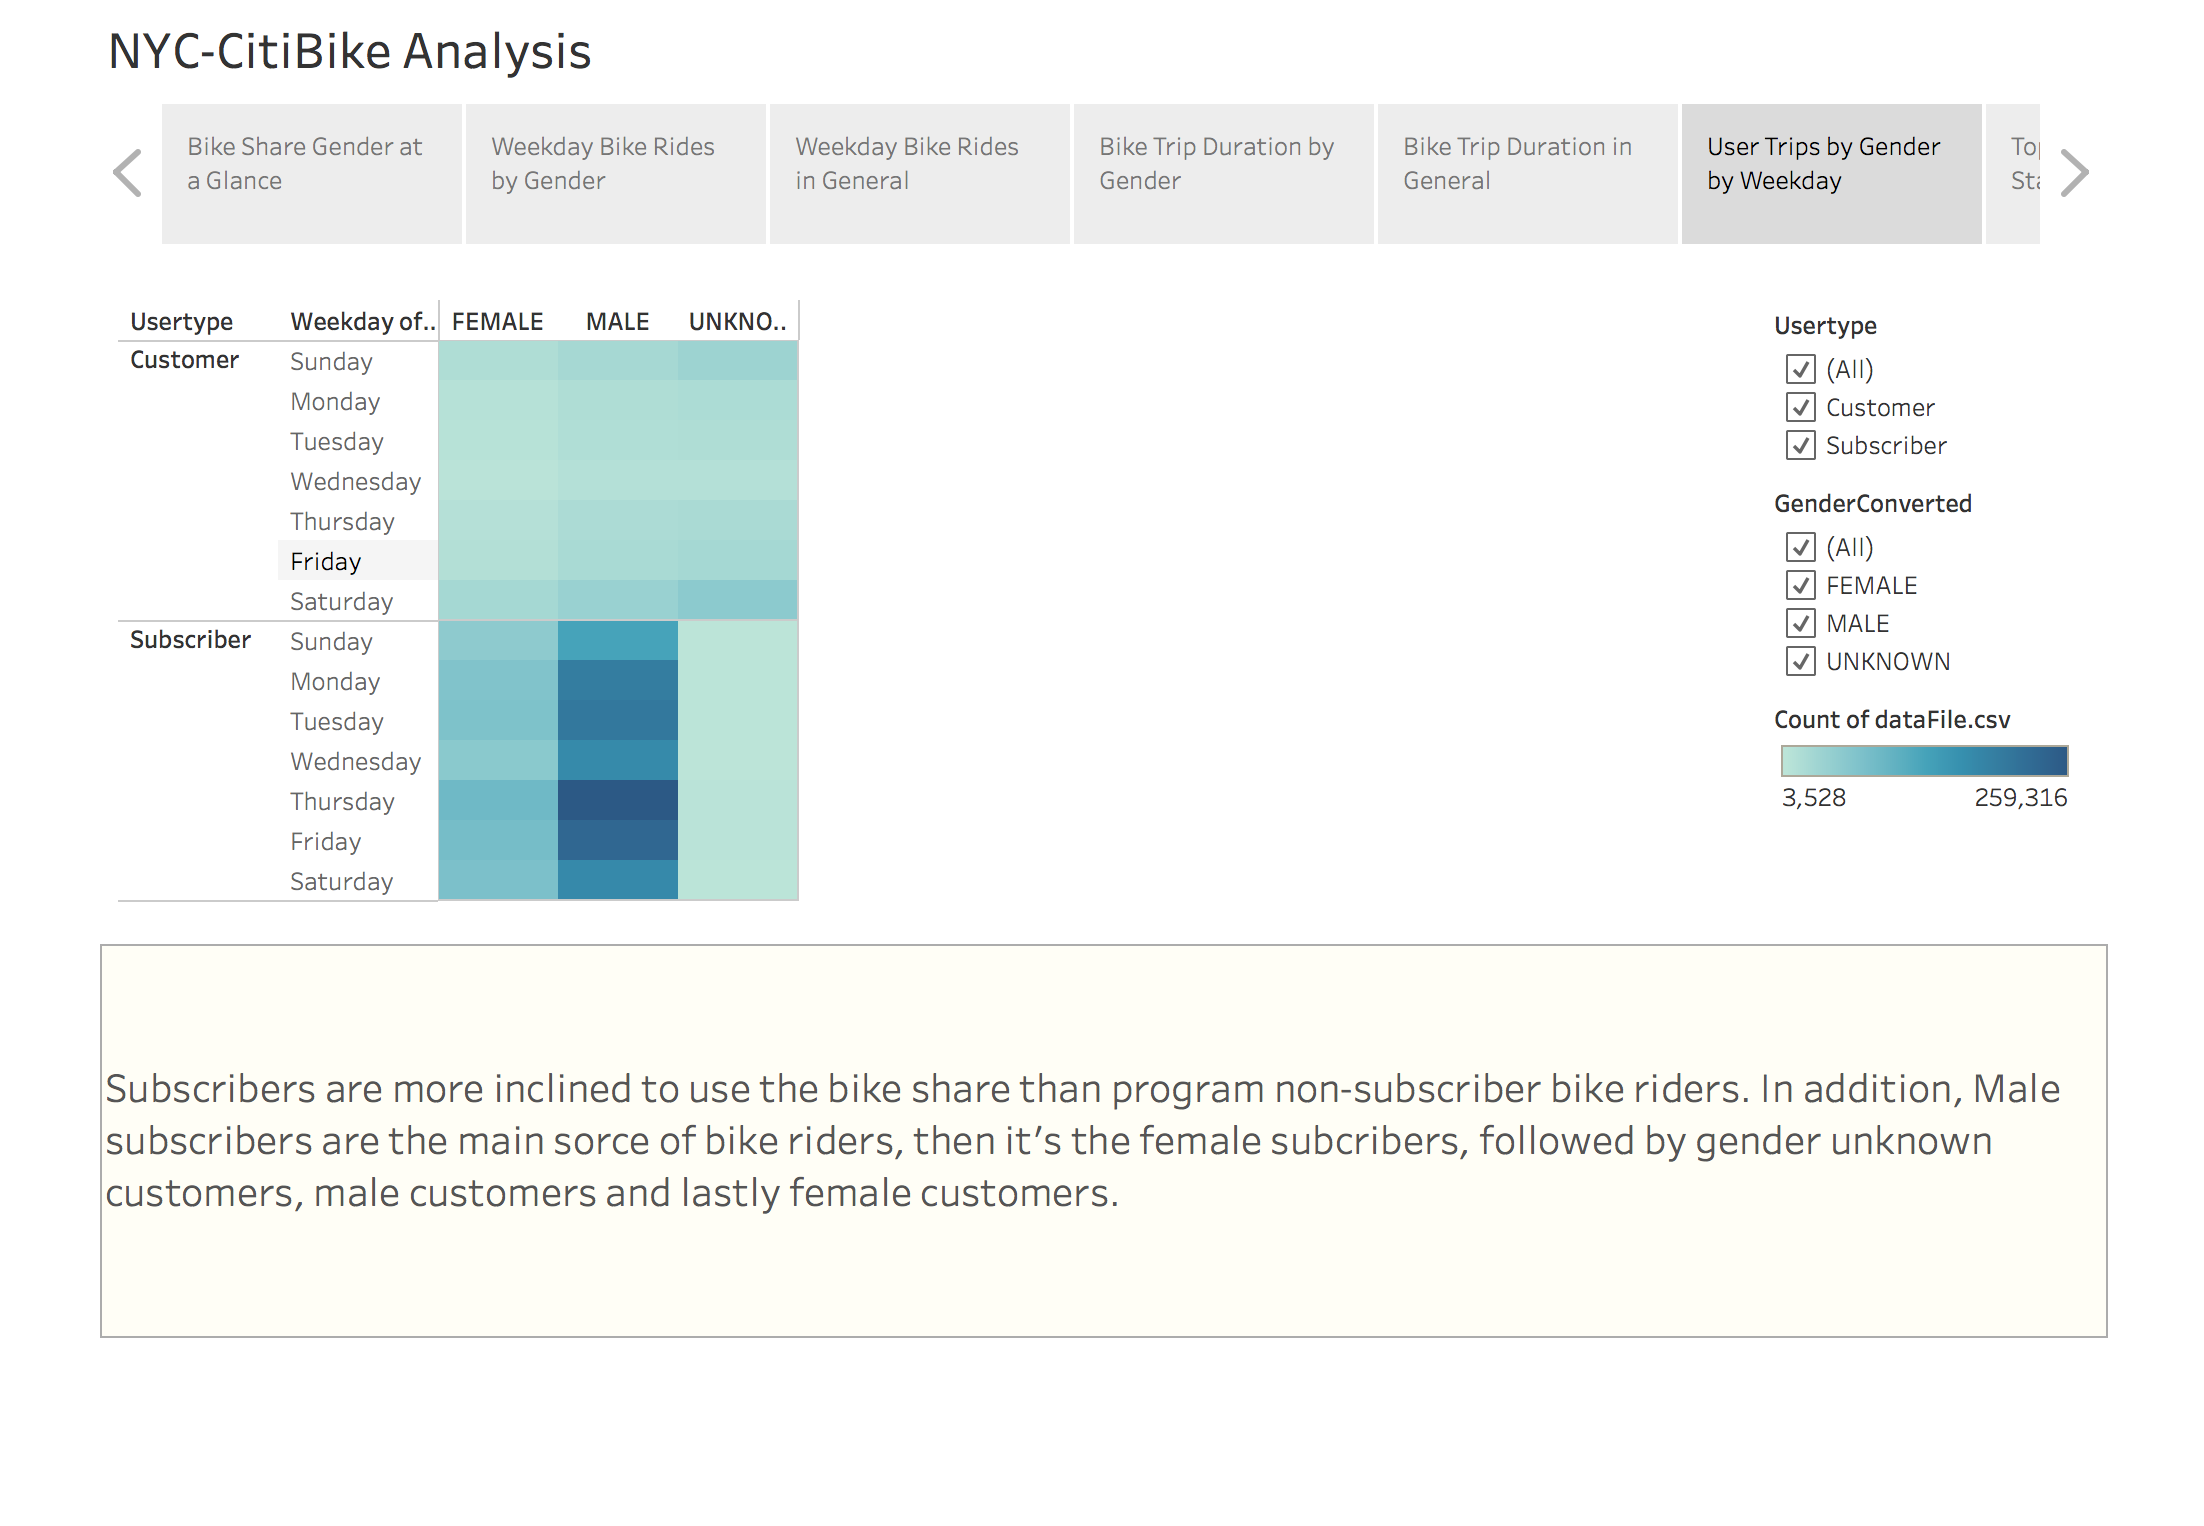 NYC-CitiBike Analysis
Bike Share Gender at
a Glance
Weekday Bike Rides
by Gender
Weekday Bike Rides
in General
Bike Trip Duration by
Gender
Bike Trip Duration in
General
User Trips by Gender
by Weekday
Usertype Weekday of.. FEMALE MALE UNKNO..
Customer Sunday
Monday
Tuesday
Wednesday
Thursday
Friday
Saturday
Subscriber Sunday
Monday
Tuesday
Wednesday
Thursday
Friday
Saturday
Usertype
(All)
Customer
Subscriber
GenderConverted
(All)
FEMALE
MALE
UNKNOWN
Count of dataFile.csv
3,528 259,316
Subscribers are more inclined to use the bike share than program non-subscriber bike riders. In addition, Male
subscribers are the main sorce of bike riders, then it’s the female subcribers, followed by gender unknown
customers, male customers and lastly female customers.